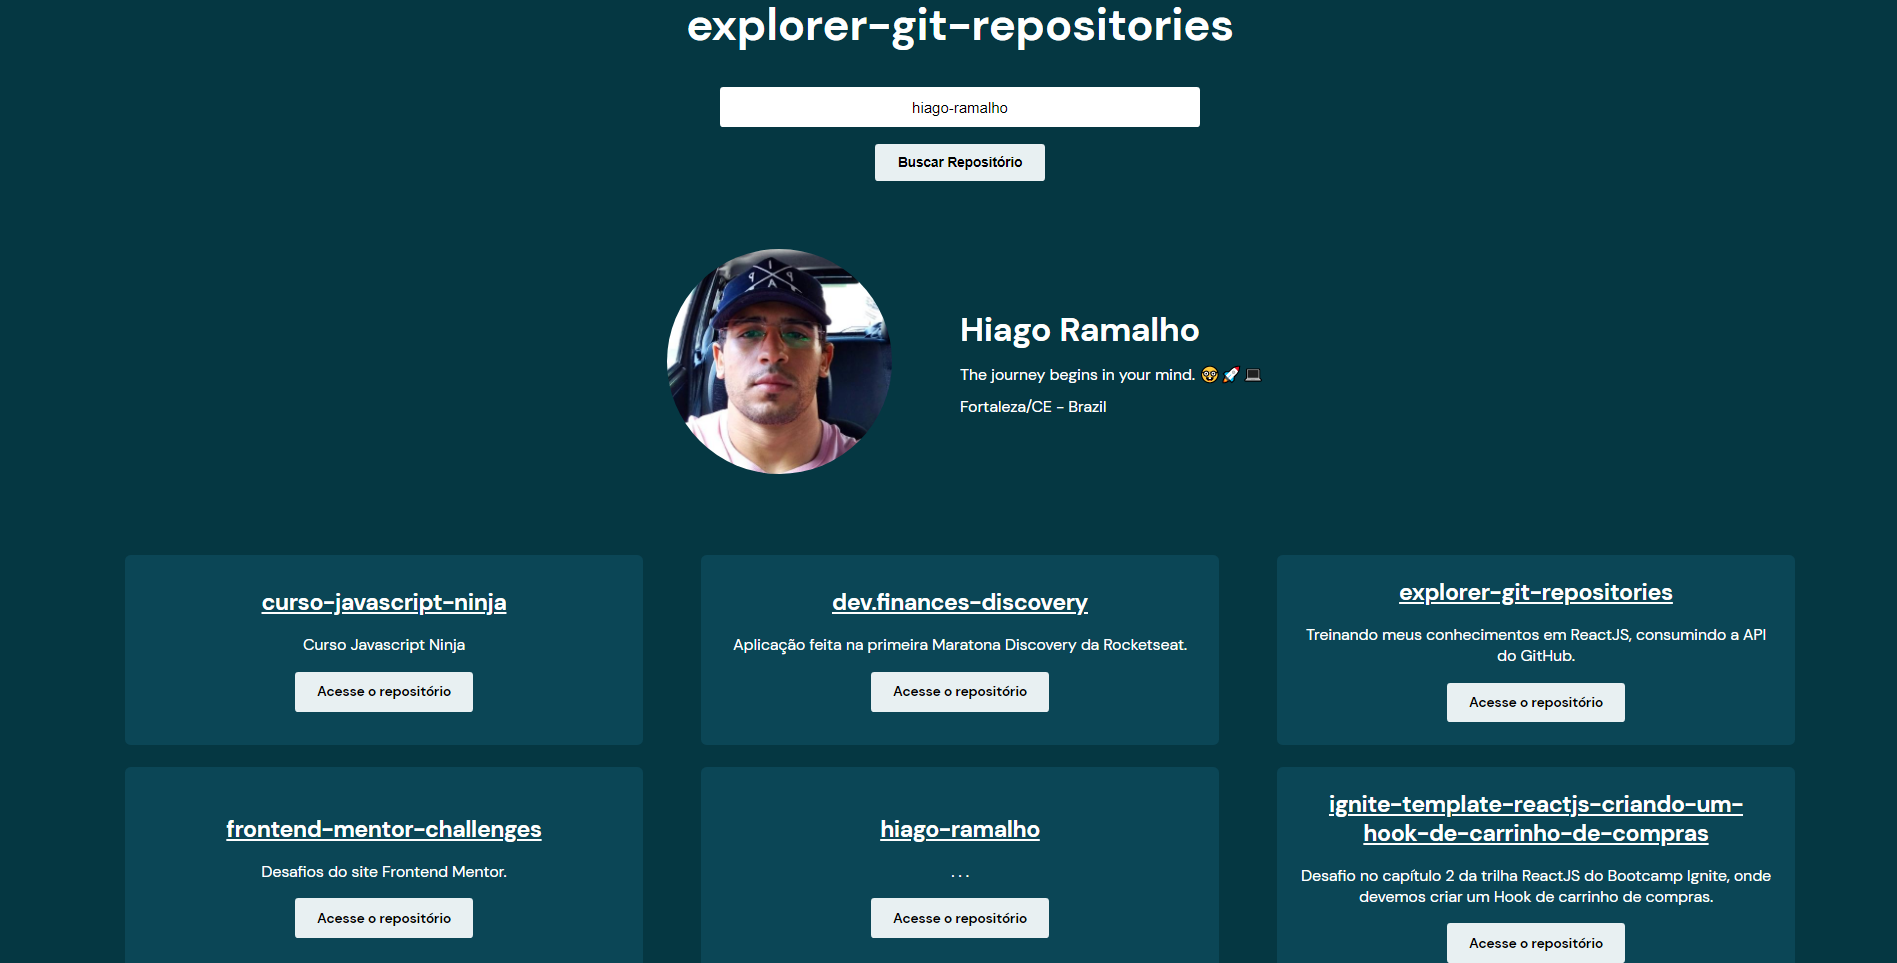 explorer-git-repositories
hiago-ramalho
Buscar Repositório
Hiago Ramalho
The journey begins in your mind. 🤓 🚀 💻
Fortaleza/CE - Brazil
curso-javascript-ninja
Curso Javascript Ninja
Acesse o repositório
dev.finances-discovery
Aplicação feita na primeira Maratona Discovery da Rocketseat.
Acesse o repositório
explorer-git-repositories
Treinando meus conhecimentos em ReactJS, consumindo a API
do GitHub.
Acesse o repositório
frontend-mentor-challenges
Desafios do site Frontend Mentor.
Acesse o repositório
hiago-ramalho
...
Acesse o repositório
ignite-template-reactjs-criando-um-
hook-de-carrinho-de-compras
Desafio no capítulo 2 da trilha ReactJS do Bootcamp Ignite, onde
devemos criar um Hook de carrinho de compras.
Acesse o repositório